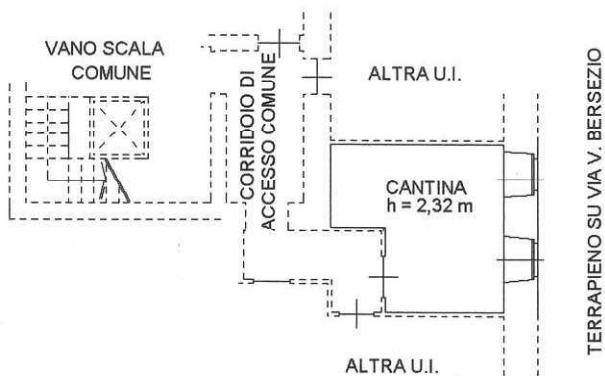 VANO SCALA
COMUNE
CORRIDOIO DI
ACCESSO COMUNE
ALTRA U.I.
CANTINA
h = 2,32 m
TERRAPIENO SU VIA V. BERSEZIO
ALTRA U.I.